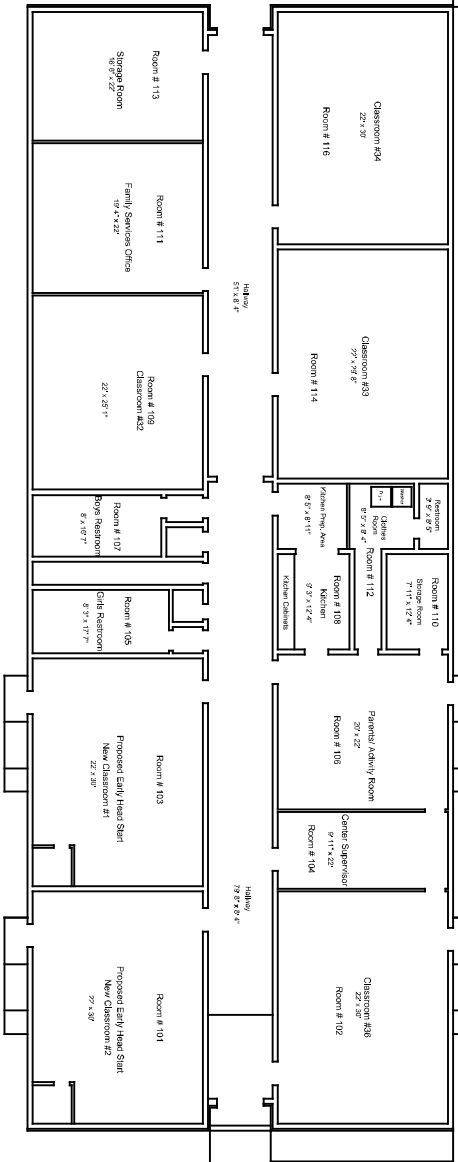 Room # 113
Storage Room
16' 8" x 22'
Room # 111
Family Services Office
19' 4" x 22'
Room # 109
Classroom #32
22' x 25' 1"
Room # 107
Boys Restroom
8' x 16' 7"
Room # 105
Girls Restroom
8' 3" x 17' 7"
Room # 103
Proposed Early Head Start
New Classroom #1
22' x 30'
Room # 101
Proposed Early Head Start
New Classroom #2
22' x 30'
Hallway
51' x 8' 4"
Hallway
79' 8" x 8' 4"
Classroom #34
22' x 30'
Room # 116
Classroom #33
22' x 29' 8"
Room # 114
Restroom
3' 9" x 8' 5"
Washer
Dryer
Clothes
Room
8' 5" x 8' 4"
Room # 112
Kitchen Prep. Area
8' 5" x 8' 11"
Room # 110
Storage Room
7' 11" x 12' 4"
Room # 108
Kitchen
9' 3" x 12' 4"
Kitchen Cabinets
Parents/ Activity Room
20' x 22'
Room # 106
Center Supervisor
9' 11" x 22'
Room # 104
Classroom #36
22' x 30'
Room # 102